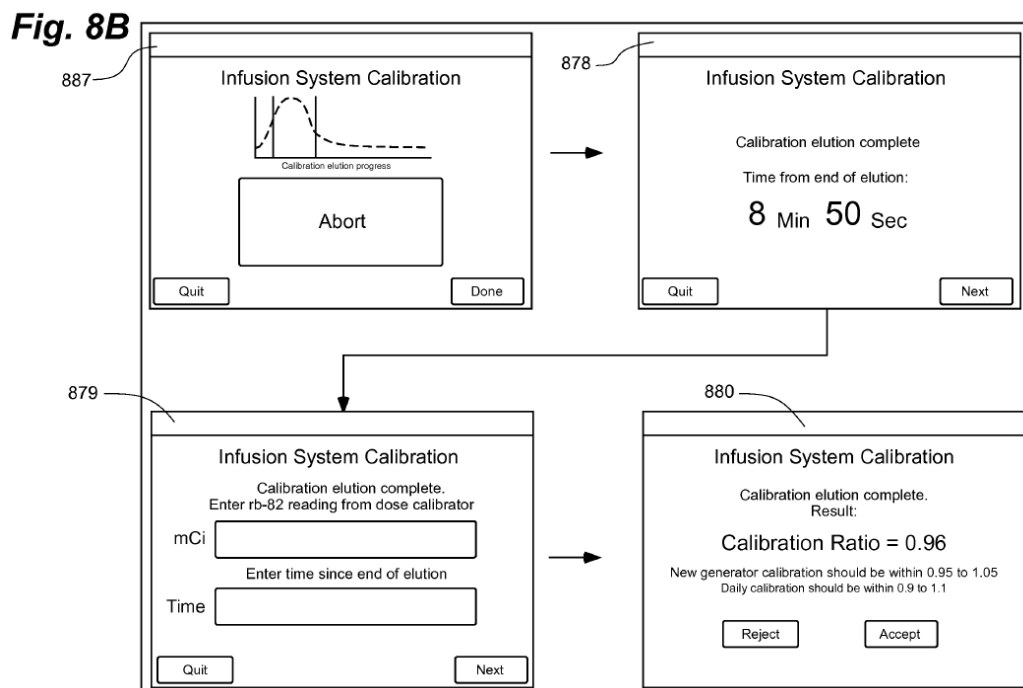 Fig. 8B
887
Infusion System Calibration
Calibration elution progress
Abort
Quit
Done
878
Infusion System Calibration
Calibration elution complete
Time from end of elution:
8 Min 50 Sec
Quit
Next
879
Infusion System Calibration
Calibration elution complete.
Enter rb-82 reading from dose calibrator
mCi
Enter time since end of elution
Time
Quit
Next
880
Infusion System Calibration
Calibration elution complete.
Result:
Calibration Ratio = 0.96
New generator calibration should be within 0.95 to 1.05
Daily calibration should be within 0.9 to 1.1
Reject
Accept